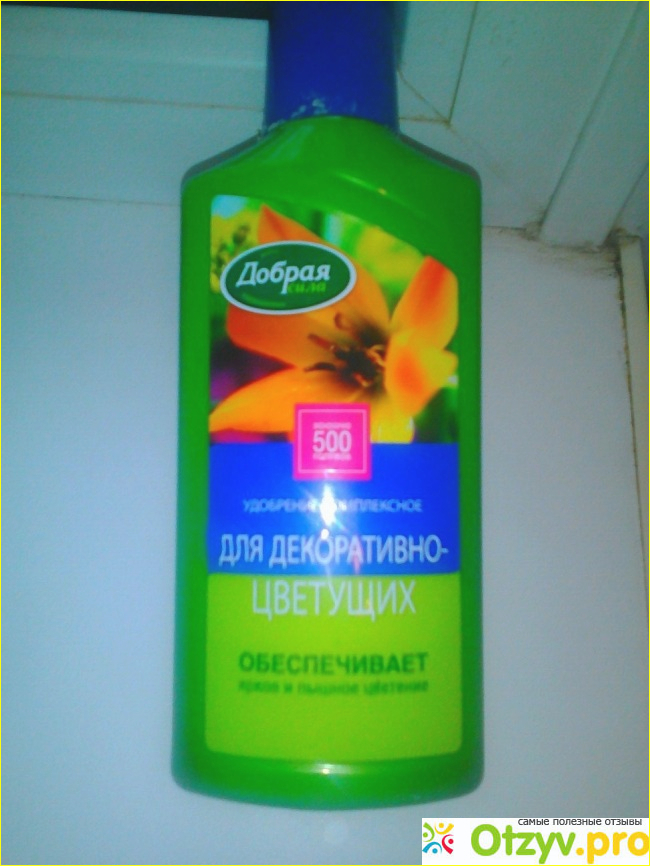 Добрая
сила
500
УДОБРЕНИЕ КОМПЛЕКСНОЕ
ДЛЯ ДЕКОРАТИВНО-
ЦВЕТУЩИХ
ОБЕСПЕЧИВАЕТ
яркое и пышное цветение
самые полезные отзывы
Otzyv.pro